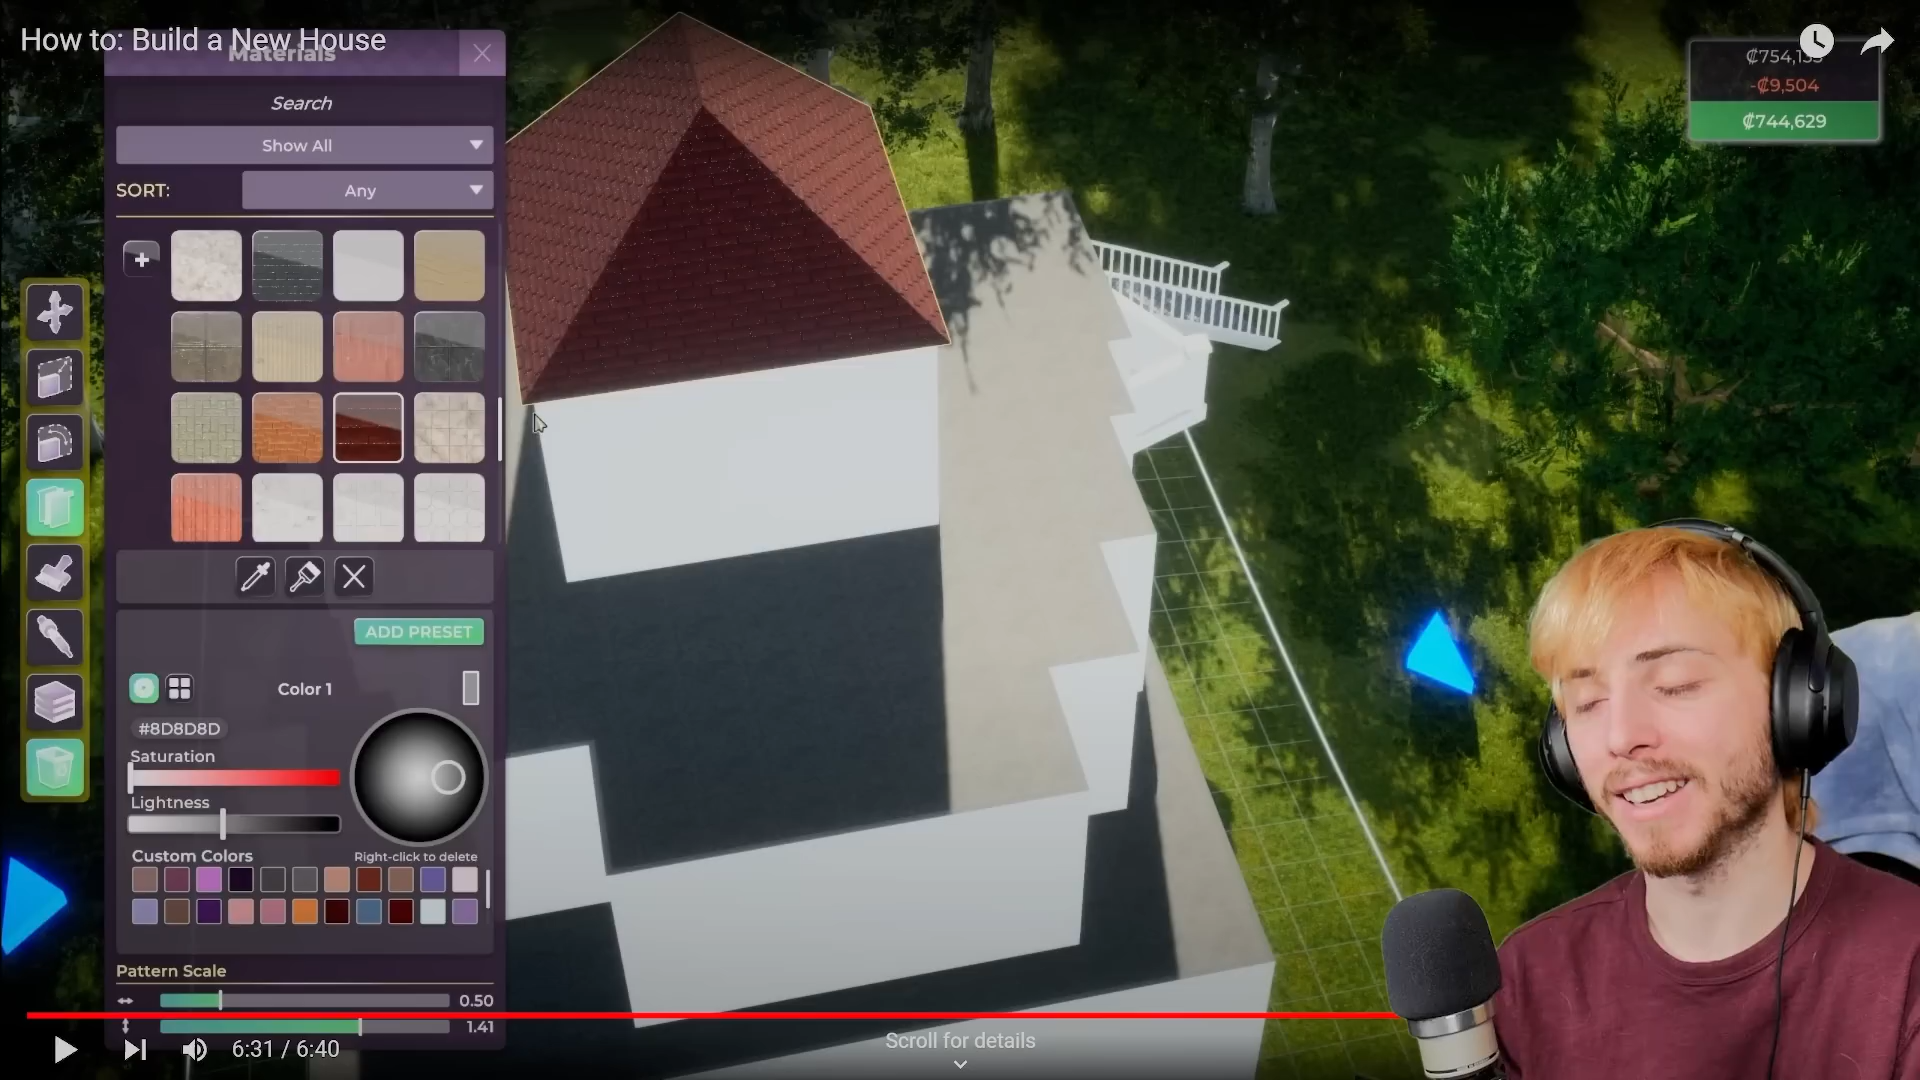 How to: Build a New House
Materials
Search
Show All
SORT:
Any
ADD PRESET
Color 1
#8D8D8D
Saturation
Lightness
Custom Colors
Right-click to delete
Pattern Scale
0.50
1.41
6:31 / 6:40
Scroll for details
-₡9,504
₡744,629